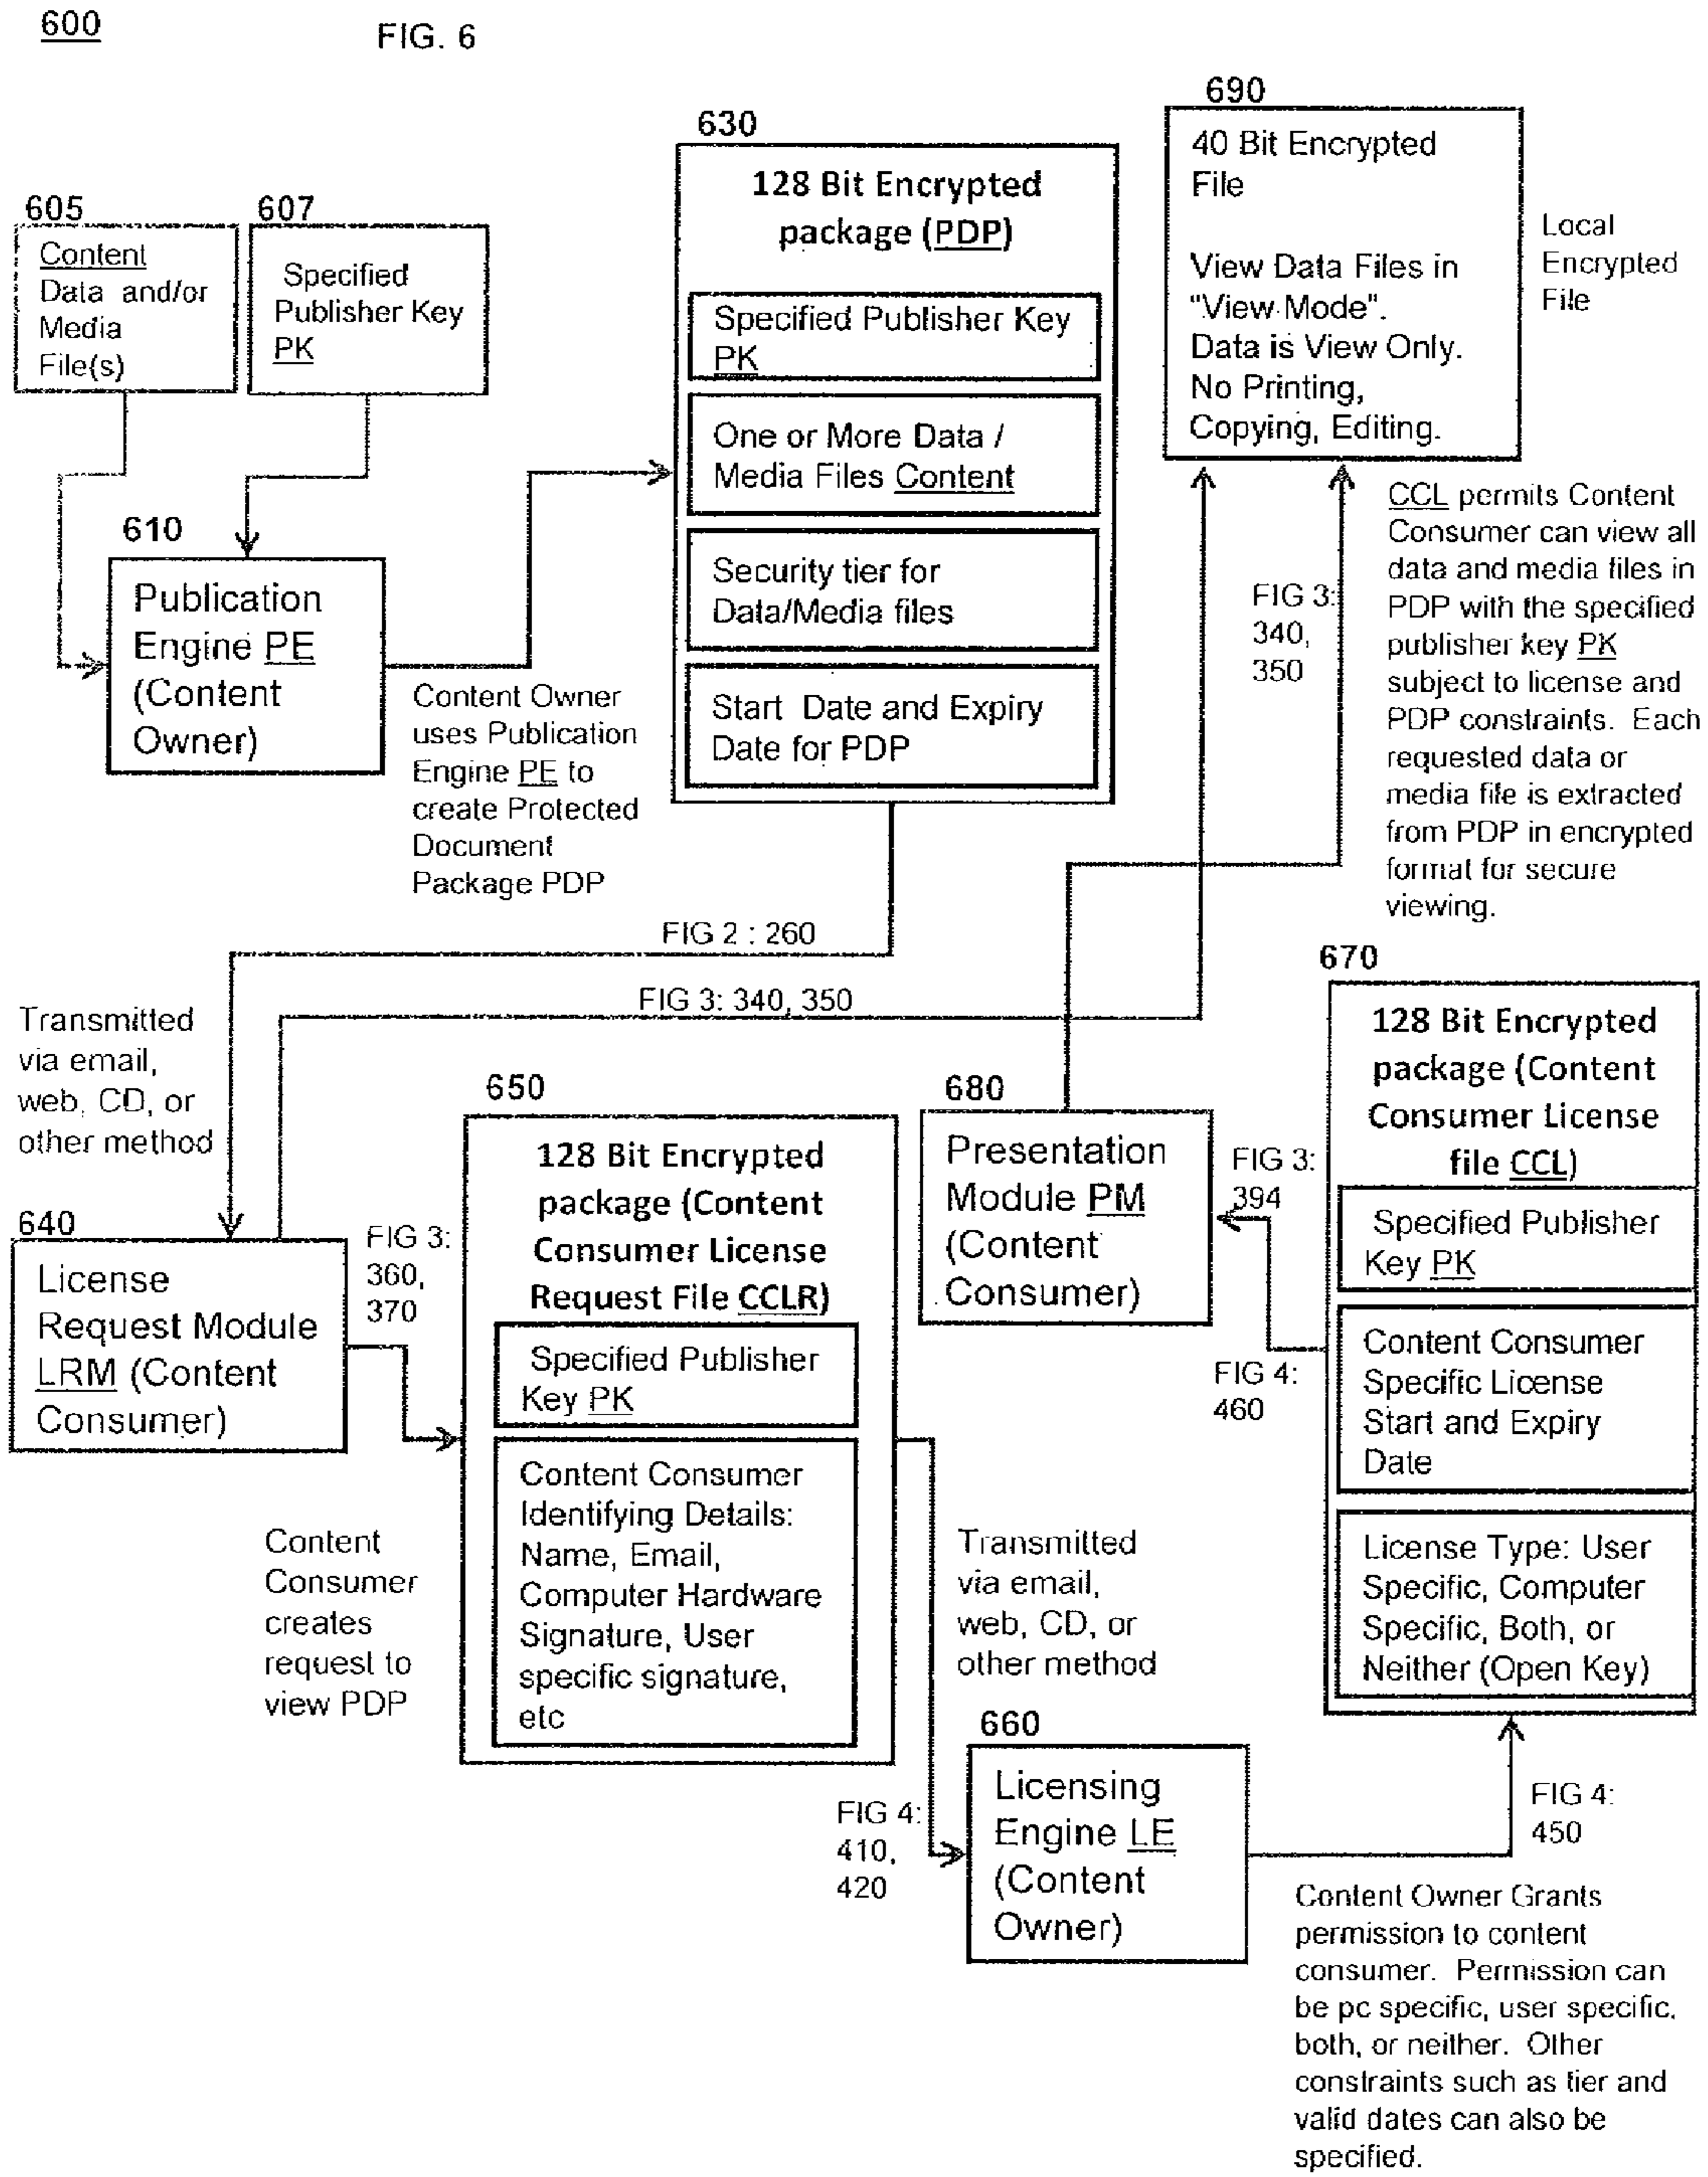 600
FIG. 6
605
Content
Data and/or
Media
File(s)
607
Specified
Publisher Key
PK
610
Publication
Engine PE
(Content
Owner)
Content Owner
uses Publication
Engine PE to
create Protected
Document
Package PDP
630
128 Bit Encrypted
package (PDP)
Specified Publisher Key
PK
One or More Data /
Media Files Content
Security tier for
Data/Media files
Start Date and Expiry
Date for PDP
690
40 Bit Encrypted
File
View Data Files in
"View Mode".
Data is View Only.
No Printing,
Copying, Editing.
Local
Encrypted
File
FIG 3:
340,
350
CCL permits Content
Consumer can view all
data and media files in
PDP with the specified
publisher key PK
subject to license and
PDP constraints. Each
requested data or
media file is extracted
from PDP in encrypted
format for secure
viewing.
FIG 2 : 260
FIG 3: 340, 350
Transmitted
via email,
web, CD, or
other method
640
License
Request Module
LRM (Content
Consumer)
FIG 3:
360,
370
Content
Consumer
creates
request to
view PDP
650
128 Bit Encrypted
package (Content
Consumer License
Request File CCLR)
Specified Publisher
Key PK
Content Consumer
Identifying Details:
Name, Email,
Computer Hardware
Signature, User
specific signature,
etc
680
Presentation
Module PM
(Content
Consumer)
FIG 3:
394
FIG 4:
460
670
128 Bit Encrypted
package (Content
Consumer License
file CCL)
Specified Publisher
Key PK
Content Consumer
Specific License
Start and Expiry
Date
License Type: User
Specific, Computer
Specific, Both, or
Neither (Open Key)
Transmitted
via email,
web, CD, or
other method
FIG 4:
410,
420
660
Licensing
Engine LE
(Content
Owner)
FIG 4:
450
Content Owner Grants
permission to content
consumer. Permission can
be pc specific, user specific,
both, or neither. Other
constraints such as tier and
valid dates can also be
specified.